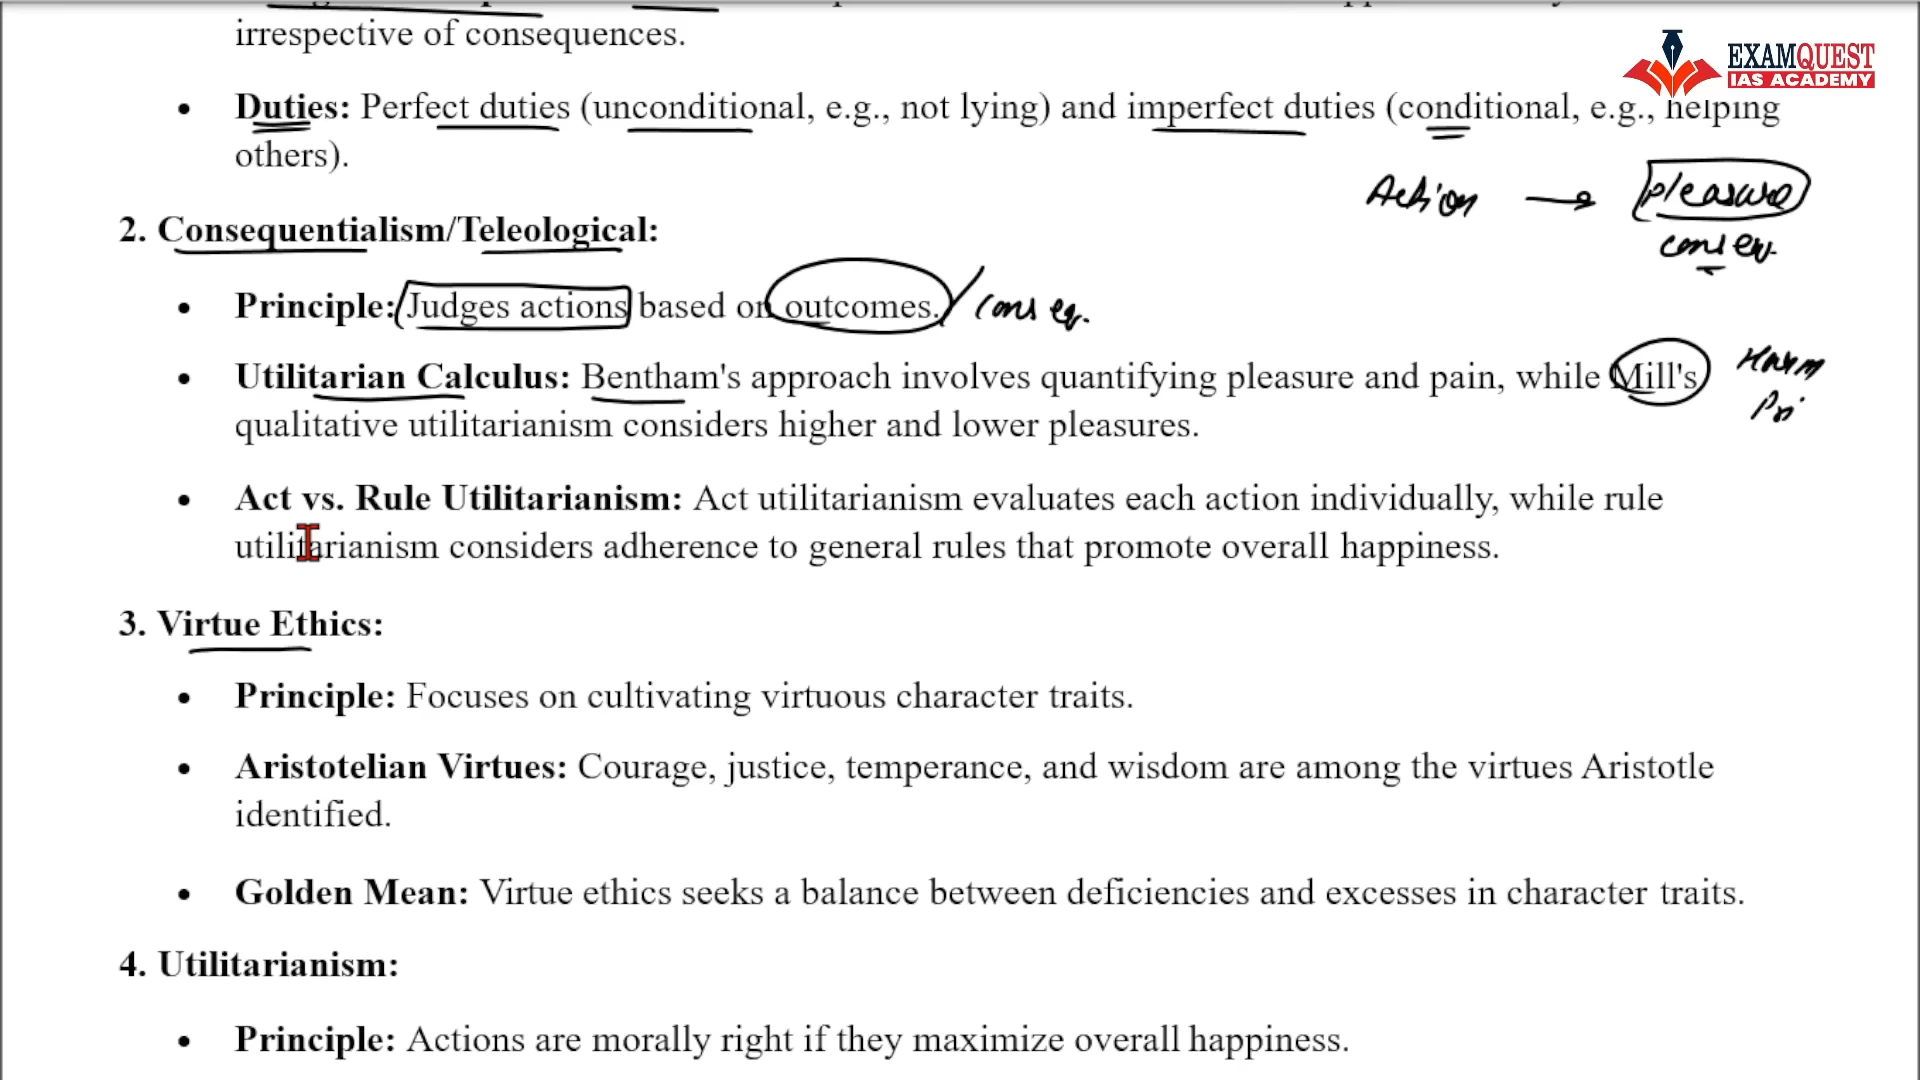 irrespective of consequences.
EXAMQUEST
IAS ACADEMY
• Duties: Perfect duties (unconditional, e.g., not lying) and imperfect duties (conditional, e.g., helping
others).
Action → pleasure
conseq.
2. Consequentialism/Teleological:
• Principle: Judges actions based on outcomes. / conseq.
• Utilitarian Calculus: Bentham's approach involves quantifying pleasure and pain, while Mill's
Harm
qualitative utilitarianism considers higher and lower pleasures.
• Act vs. Rule Utilitarianism: Act utilitarianism evaluates each action individually, while rule
utilitarianism considers adherence to general rules that promote overall happiness.
3. Virtue Ethics:
• Principle: Focuses on cultivating virtuous character traits.
• Aristotelian Virtues: Courage, justice, temperance, and wisdom are among the virtues Aristotle
identified.
• Golden Mean: Virtue ethics seeks a balance between deficiencies and excesses in character traits.
4. Utilitarianism:
• Principle: Actions are morally right if they maximize overall happiness.